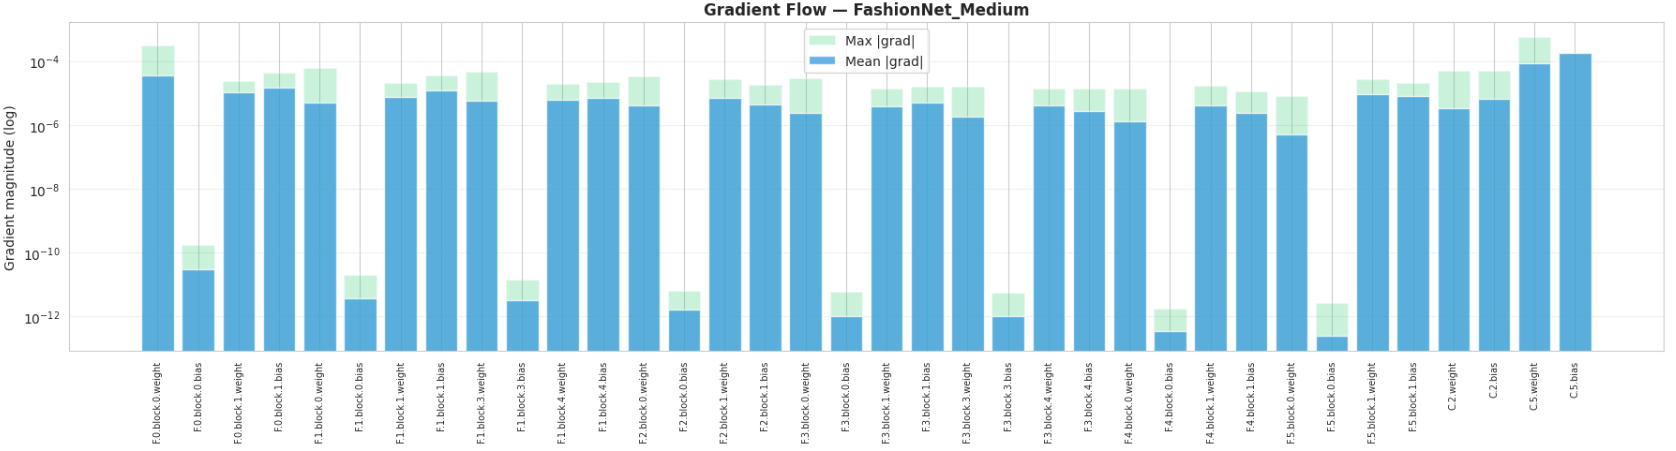 Gradient Flow — FashionNet_Medium
Max |grad|
Mean |grad|
Gradient magnitude (log)
10⁻⁴
10⁻⁶
10⁻⁸
10⁻¹⁰
10⁻¹²
F.0.block.0.weight
F.0.block.0.bias
F.0.block.1.weight
F.0.block.1.bias
F.1.block.0.weight
F.1.block.0.bias
F.1.block.1.weight
F.1.block.1.bias
F.1.block.3.weight
F.1.block.3.bias
F.1.block.4.weight
F.1.block.4.bias
F.2.block.0.weight
F.2.block.0.bias
F.2.block.1.weight
F.2.block.1.bias
F.3.block.0.weight
F.3.block.0.bias
F.3.block.1.weight
F.3.block.1.bias
F.3.block.3.weight
F.3.block.3.bias
F.3.block.4.weight
F.3.block.4.bias
F.4.block.0.weight
F.4.block.0.bias
F.4.block.1.weight
F.4.block.1.bias
F.5.block.0.weight
F.5.block.0.bias
F.5.block.1.weight
F.5.block.1.bias
C.2.weight
C.2.bias
C.5.weight
C.5.bias